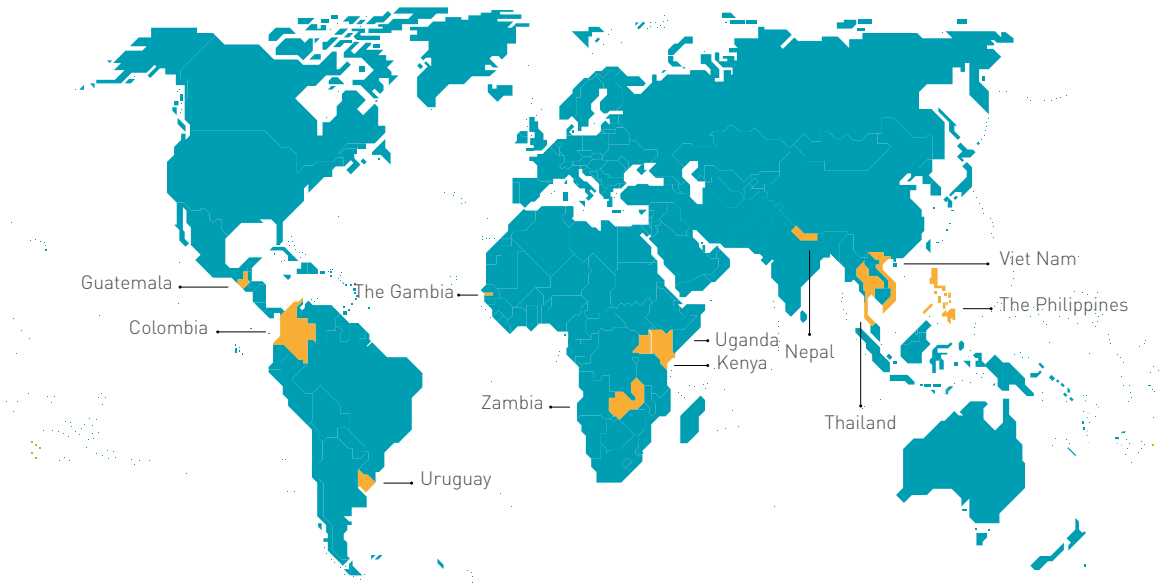 Viet Nam
Guatemala
The Gambia
The Philippines
Colombia
Uganda
Nepal
Kenya
Zambia
Thailand
Uruguay